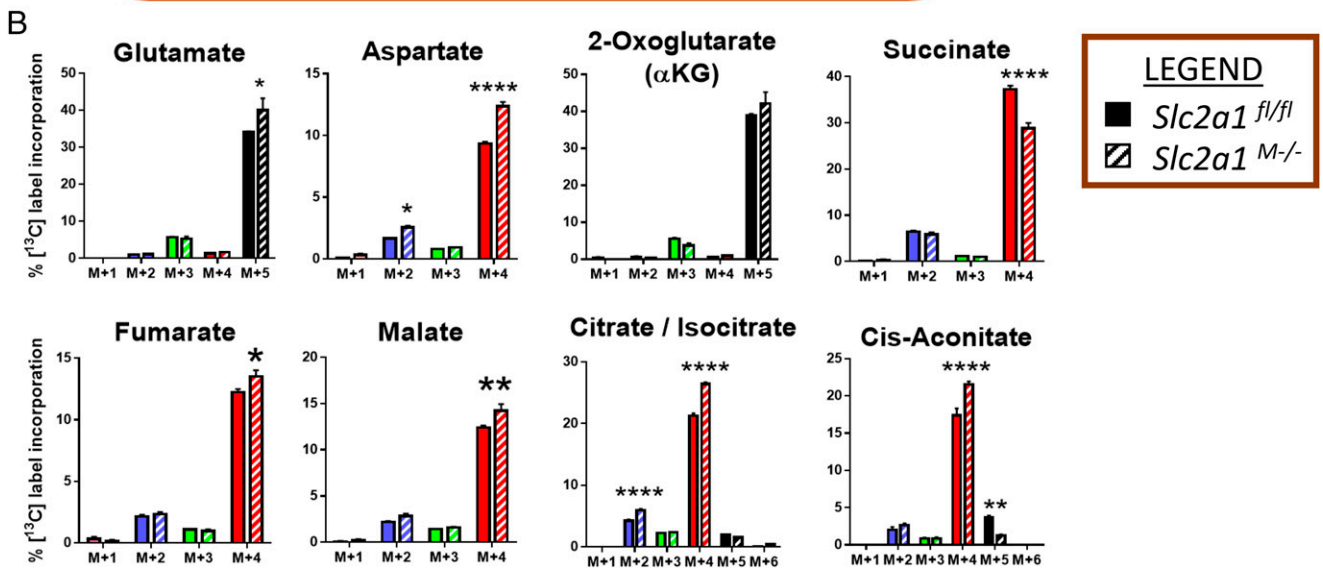 B
Glutamate
% [¹³C] label incorporation
50
40
30
20
10
0
*
M+1 M+2 M+3 M+4 M+5
Aspartate
15
10
5
0
*
****
M+1 M+2 M+3 M+4
2-Oxoglutarate
(αKG)
50
40
30
20
10
0
M+1 M+2 M+3 M+4 M+5
Succinate
40
30
20
10
0
****
M+1 M+2 M+3 M+4
LEGEND
Slc2a1 fl/fl
Slc2a1 M-/-
Fumarate
% [¹³C] label incorporation
15
10
5
0
*
M+1 M+2 M+3 M+4
Malate
20
15
10
5
0
**
M+1 M+2 M+3 M+4
Citrate / Isocitrate
30
20
10
0
****
****
M+1 M+2 M+3 M+4 M+5 M+6
Cis-Aconitate
25
20
15
10
5
0
****
**
M+1 M+2 M+3 M+4 M+5 M+6